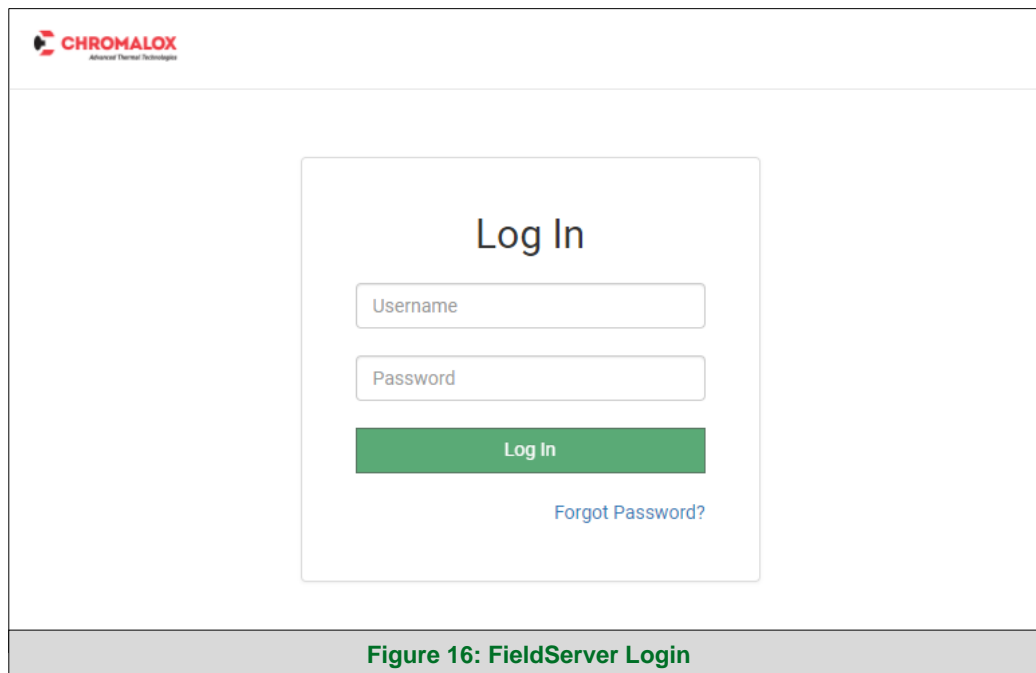 CHROMALOX
Advanced Thermal Technologies
Log In
Username
Password
Log In
Forgot Password?
Figure 16: FieldServer Login